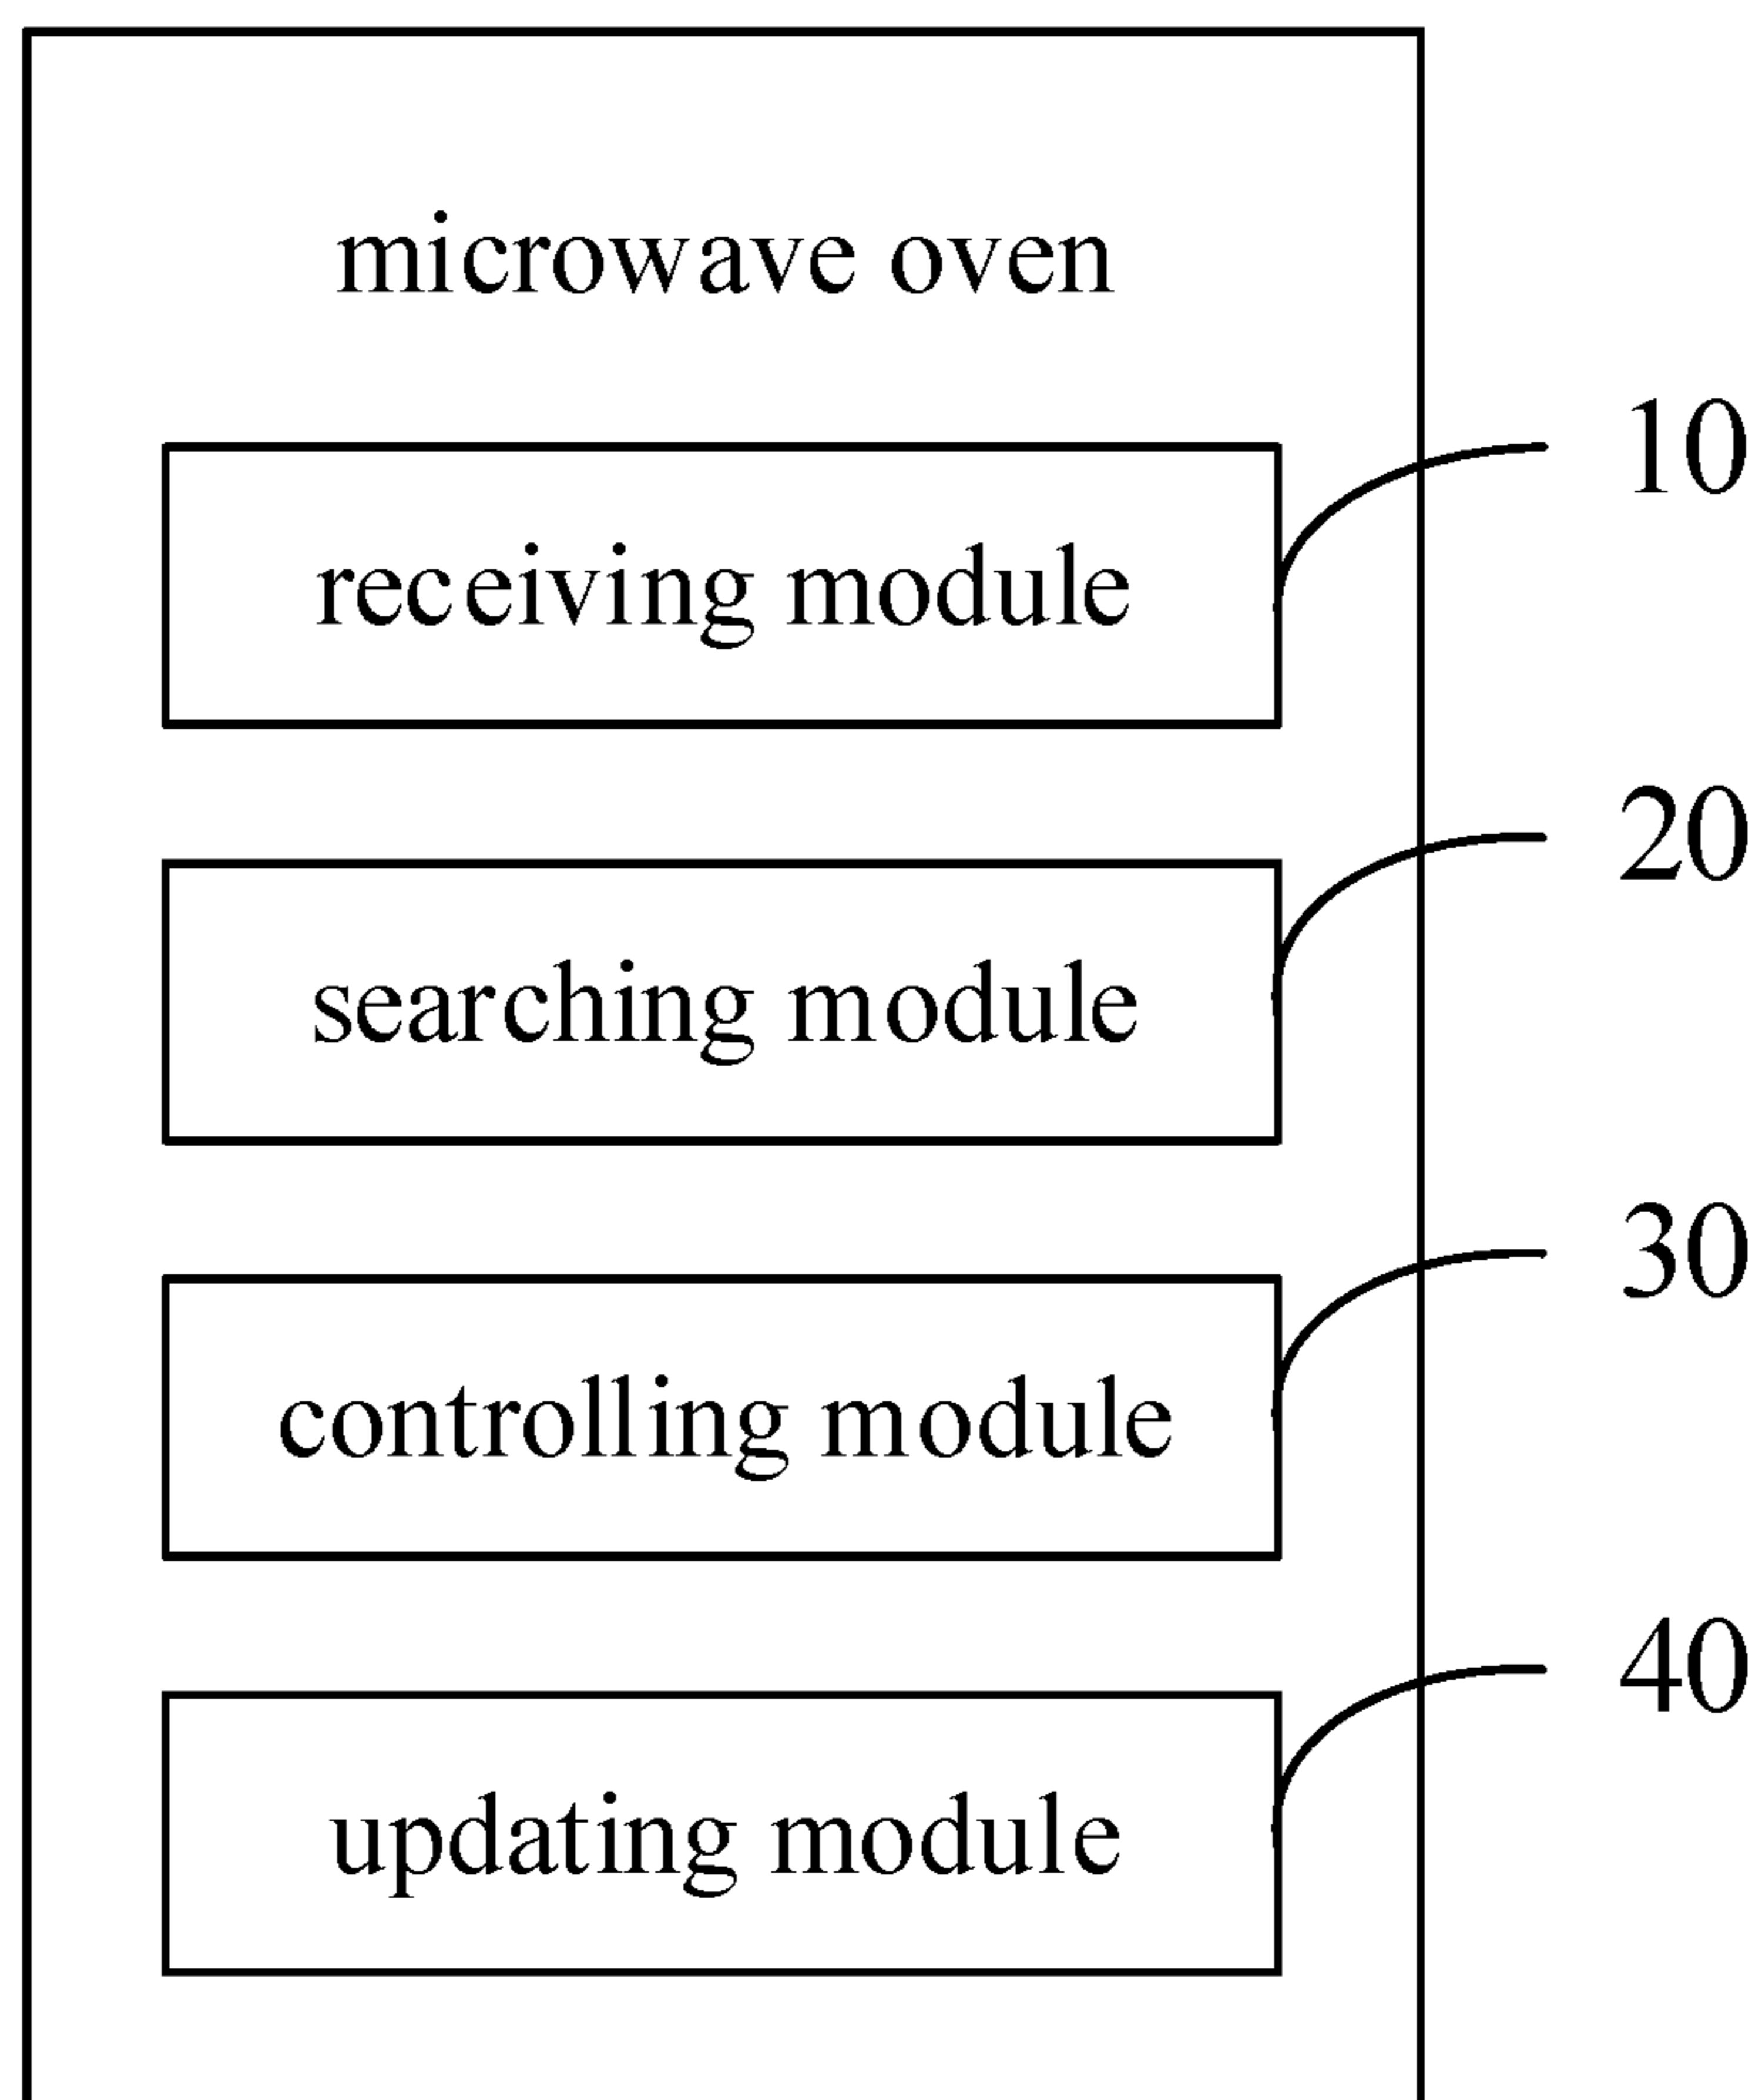 microwave oven
10
receiving module
20
searching module
30
controlling module
40
updating module